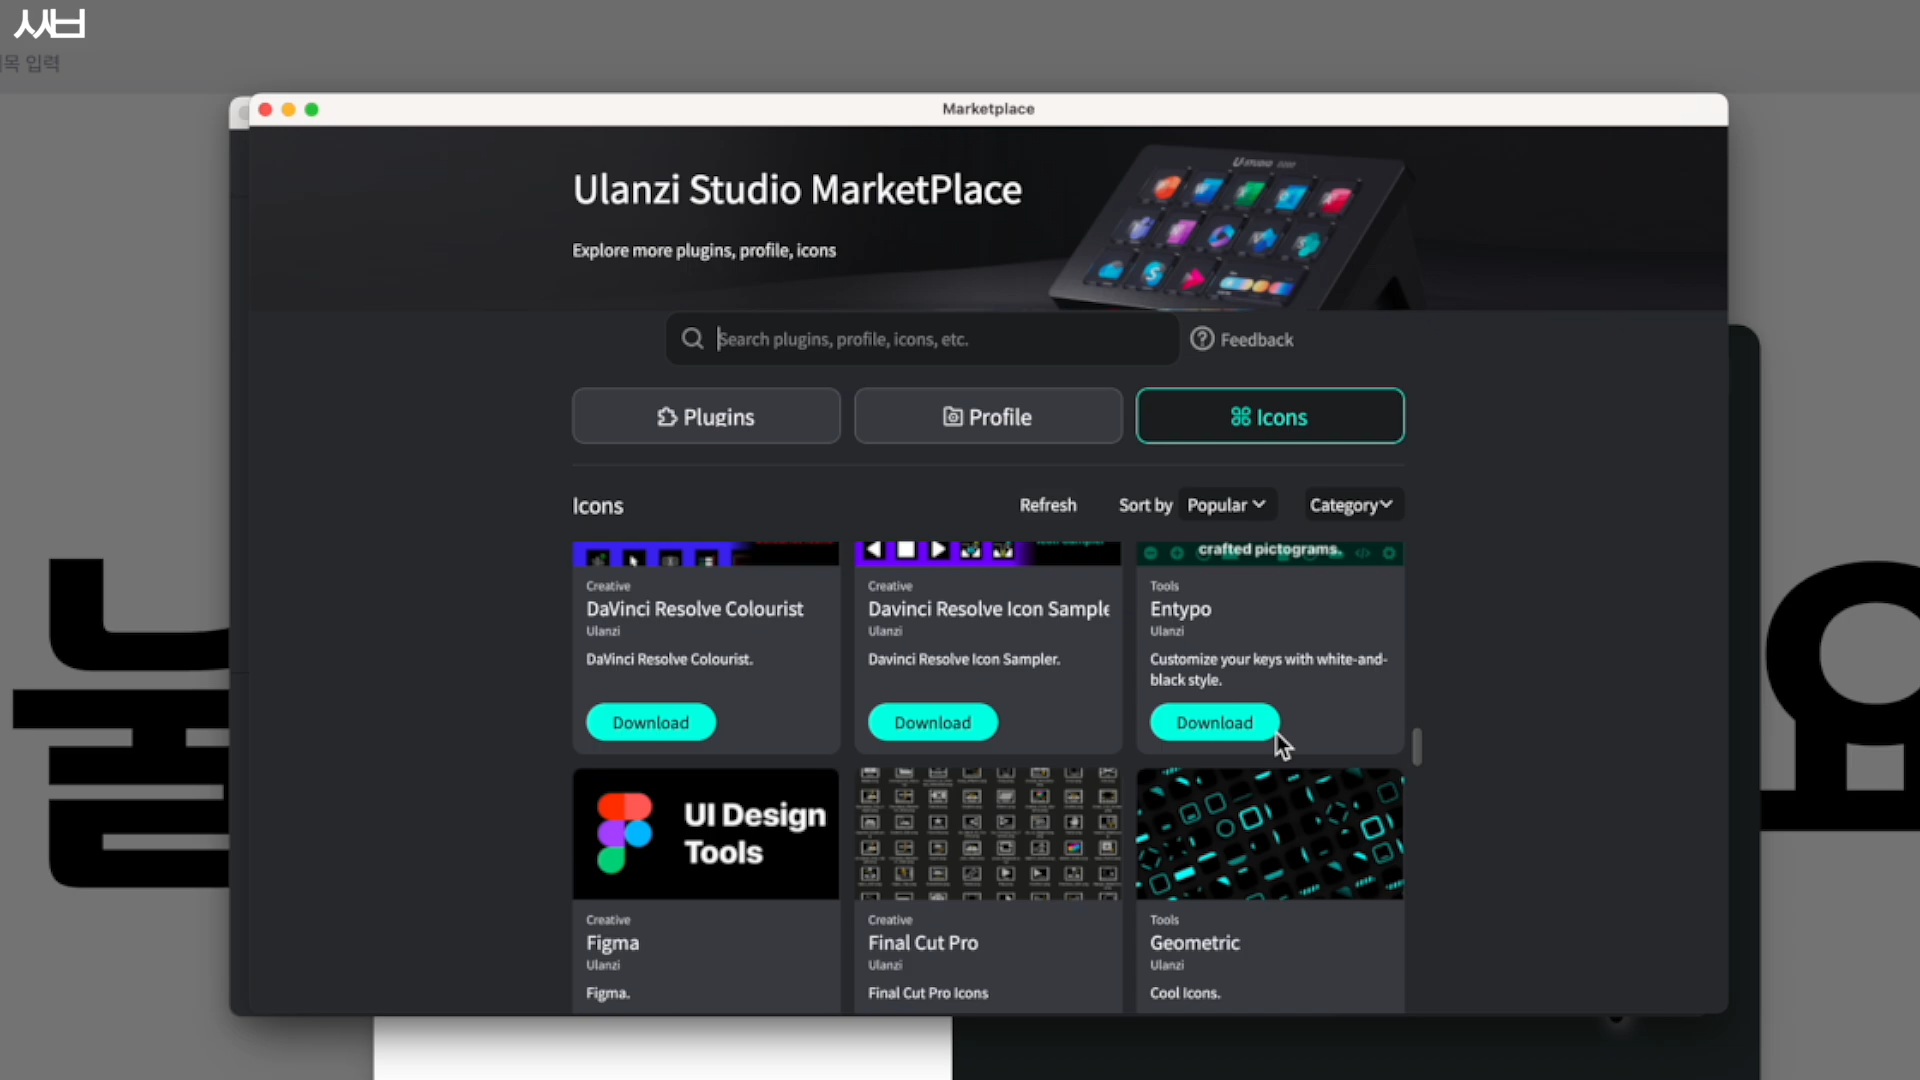 씨브
목 입력
Marketplace
Ulanzi Studio MarketPlace
Explore more plugins, profile, icons
Search plugins, profile, icons, etc.
Feedback
Plugins
Profile
Icons
Icons
Refresh
Sort by
Popular
Category
crafted pictograms.
Creative
DaVinci Resolve Colourist
Ulanzi
DaVinci Resolve Colourist.
Download
Creative
Davinci Resolve Icon Sample
Ulanzi
Davinci Resolve Icon Sampler.
Download
Tools
Entypo
Ulanzi
Customize your keys with white-and-
black style.
Download
UI Design
Tools
Creative
Figma
Ulanzi
Figma.
Creative
Final Cut Pro
Ulanzi
Final Cut Pro Icons
Tools
Geometric
Ulanzi
Cool Icons.
요